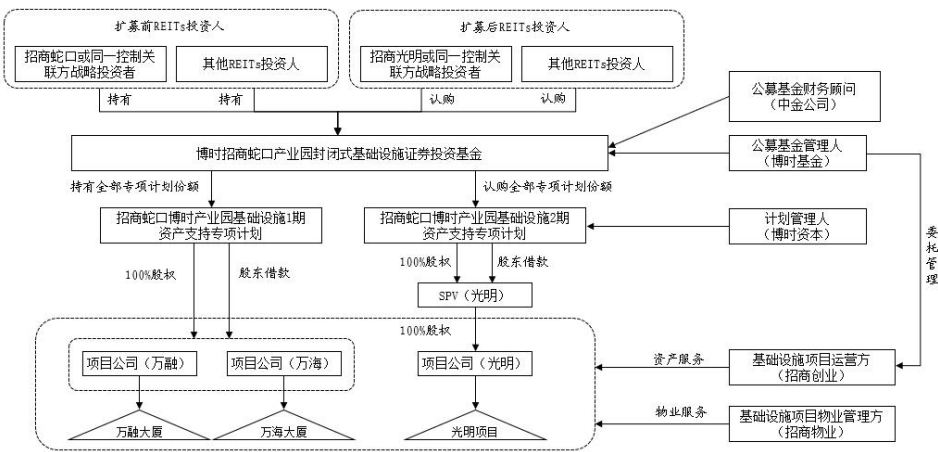 扩募前REITs投资人
扩募后REITs投资人
招商蛇口或同一控制关
联方战略投资者
其他REITs投资人
招商光明或同一控制关
联方战略投资者
其他REITs投资人
持有
持有
认购
认购
公募基金财务顾问
（中金公司）
博时招商蛇口产业园封闭式基础设施证券投资基金
公募基金管理人
（博时基金）
持有全部专项计划份额
认购全部专项计划份额
招商蛇口博时产业园基础设施1期
资产支持专项计划
招商蛇口博时产业园基础设施2期
资产支持专项计划
计划管理人
（博时资本）
委托管理
100%股权
股东借款
100%股权
股东借款
SPV（光明）
100%股权
项目公司（万融）
项目公司（万海）
项目公司（光明）
资产服务
基础设施项目运营方
（招商创业）
万融大厦
万海大厦
光明项目
物业服务
基础设施项目物业管理方
（招商物业）